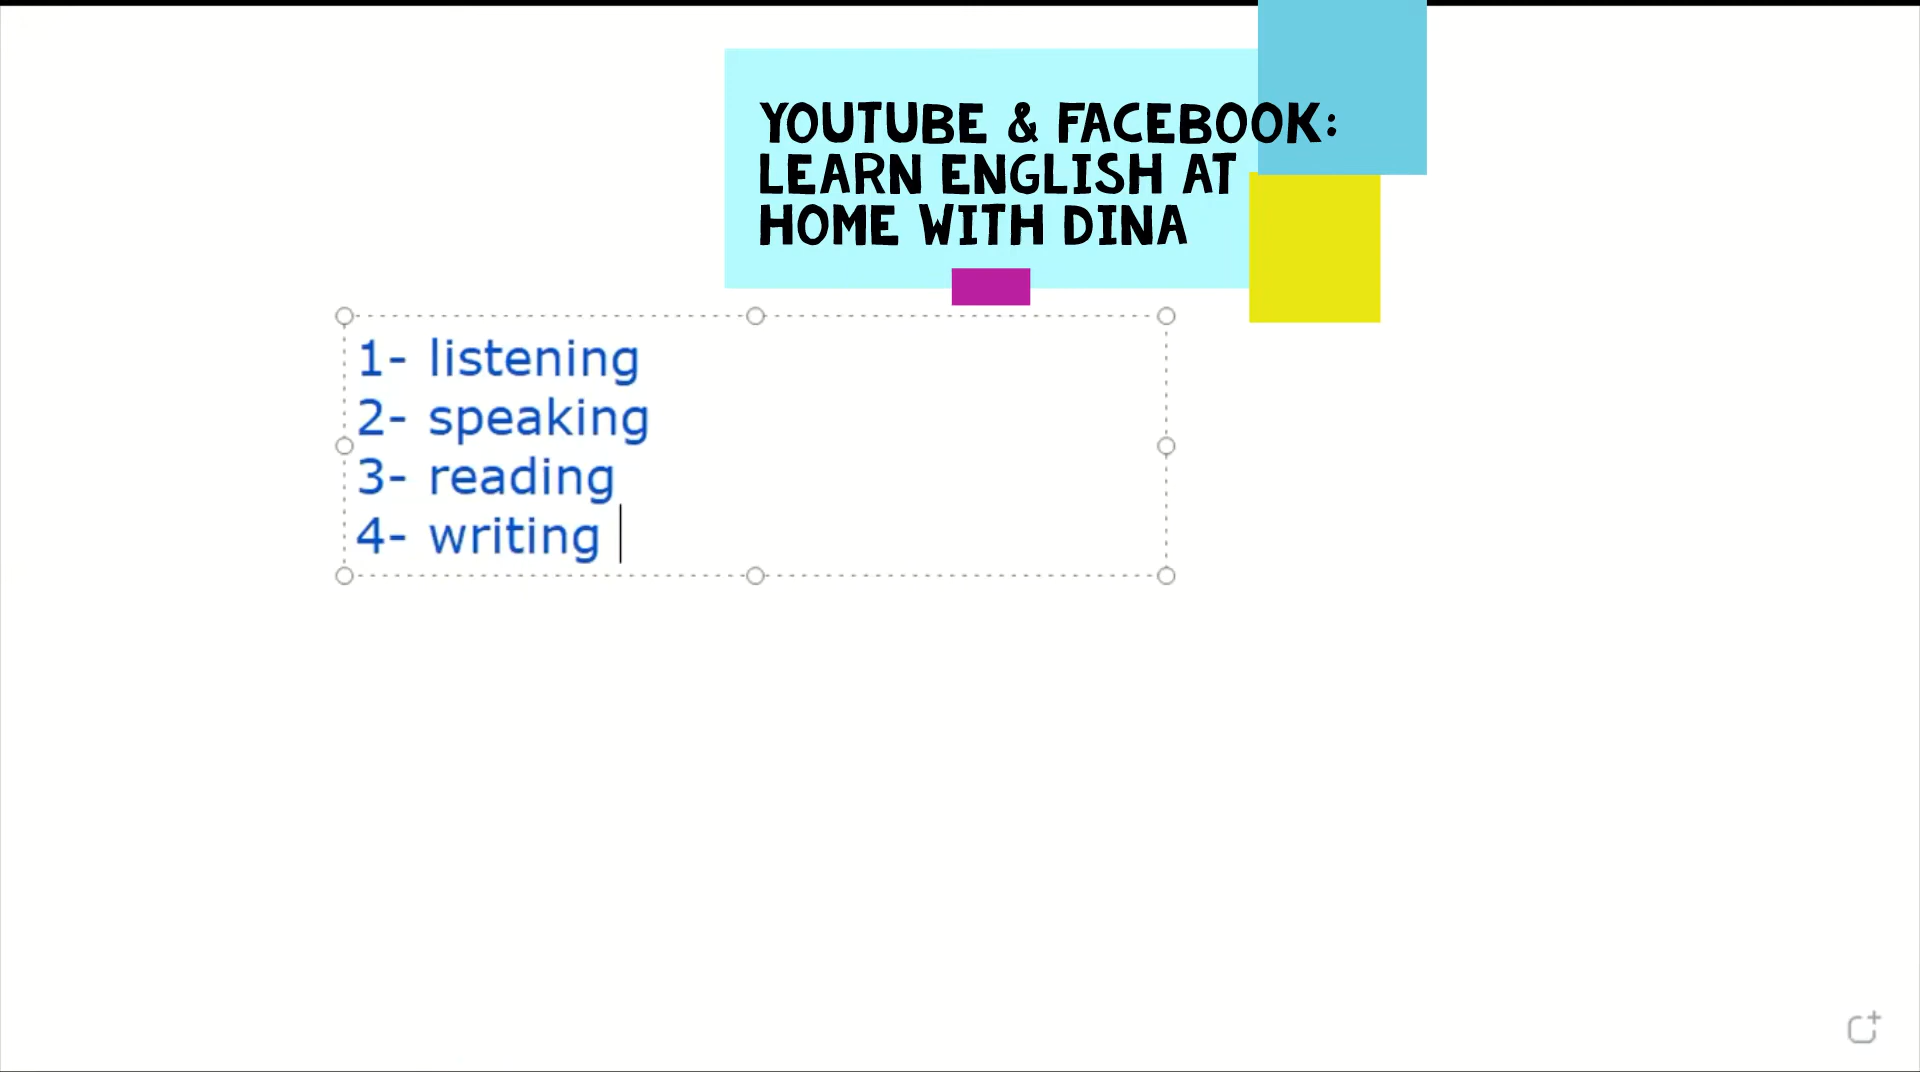 YOUTUBE & FACEBOOK:
LEARN ENGLISH AT
HOME WITH DINA
1- listening
2- speaking
3- reading
4- writing